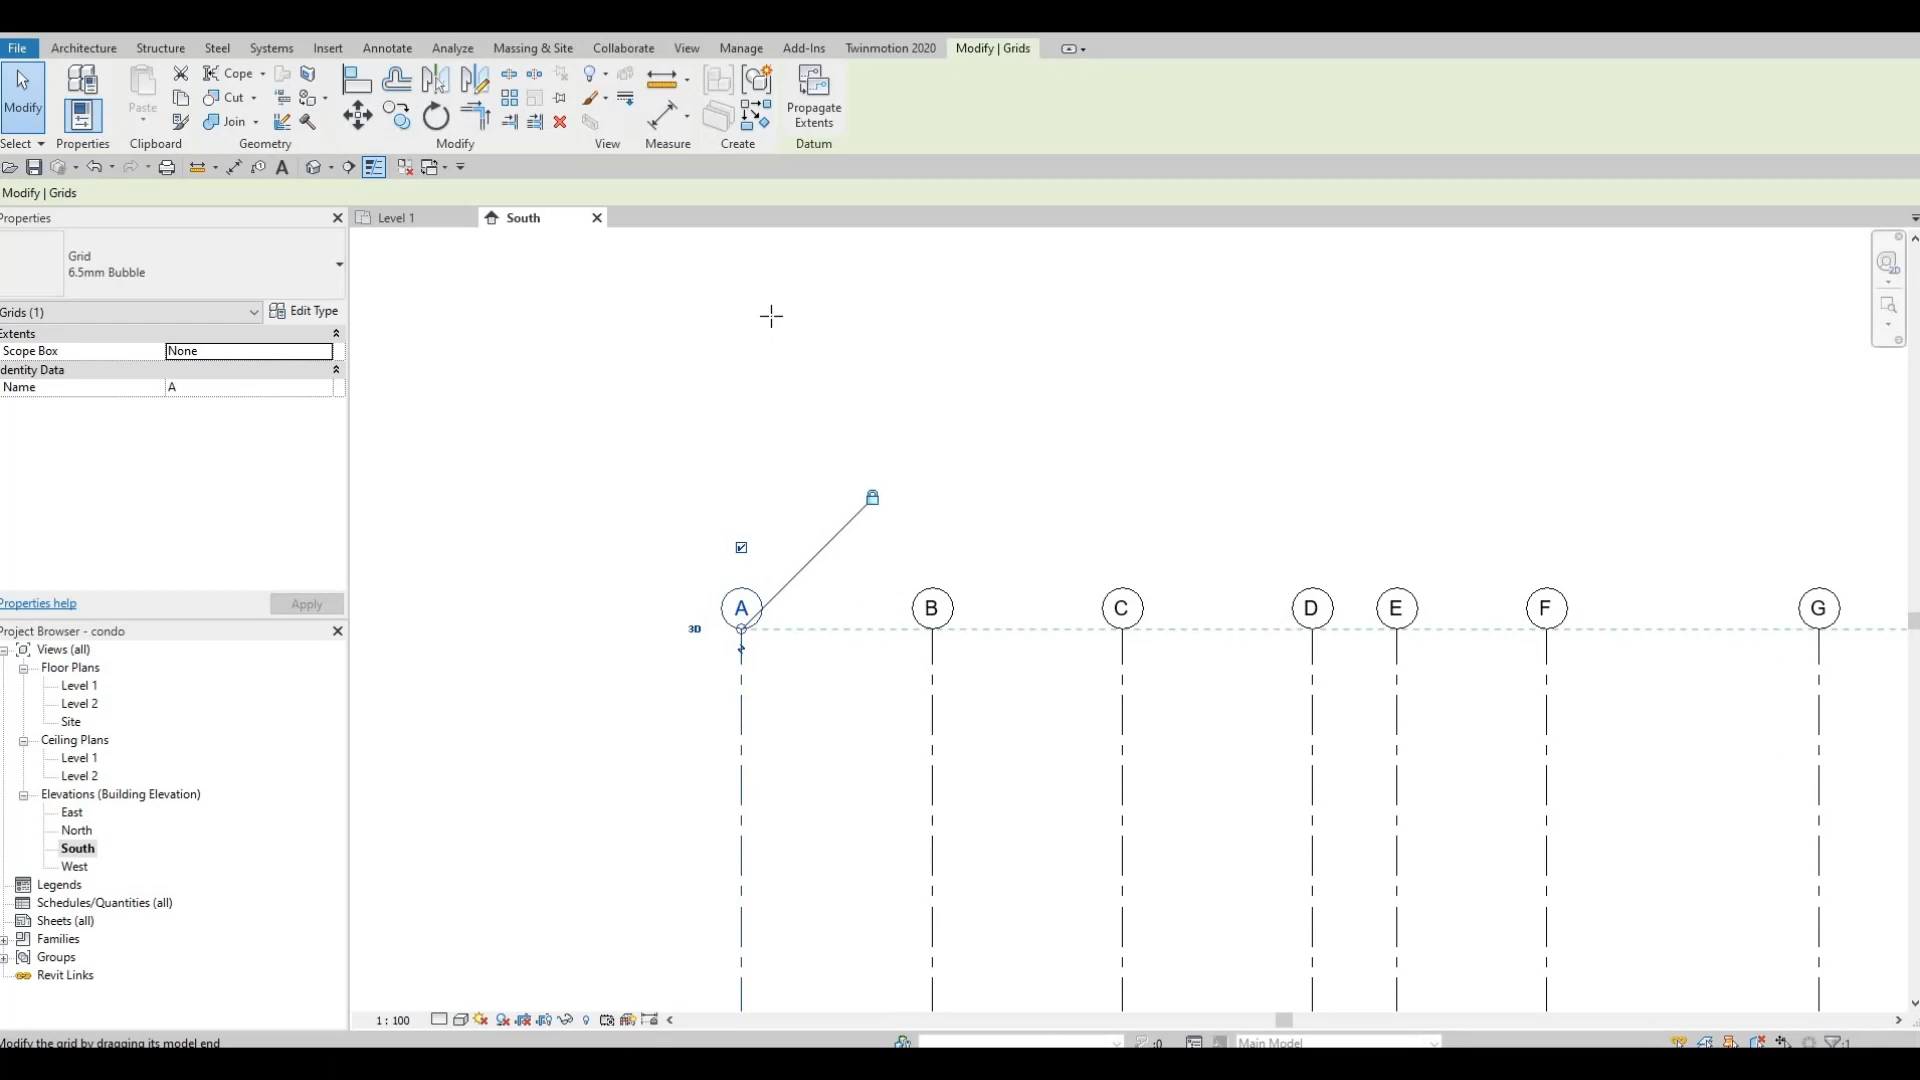 File Architecture Structure Steel Systems Insert Annotate Analyze Massing & Site Collaborate View Manage Add-Ins Twinmotion 2020 Modify | Grids
Modify Paste Cope Cut Join Propagate Extents
Select Properties Clipboard Geometry Modify View Measure Create Datum
A
Modify | Grids
Properties
Level 1 South
2D
Grid
6.5mm Bubble
Grids (1) Edit Type
Extents
Scope Box None
dentity Data
Name A
A B C D E F G
3D
Properties help Apply
Project Browser - condo
Views (all)
Floor Plans
Level 1
Level 2
Site
Ceiling Plans
Level 1
Level 2
Elevations (Building Elevation)
East
North
South
West
Legends
Schedules/Quantities (all)
Sheets (all)
Families
Groups
Revit Links
1 : 100
Modify the grid by dragging its model end :0 Main Model :1